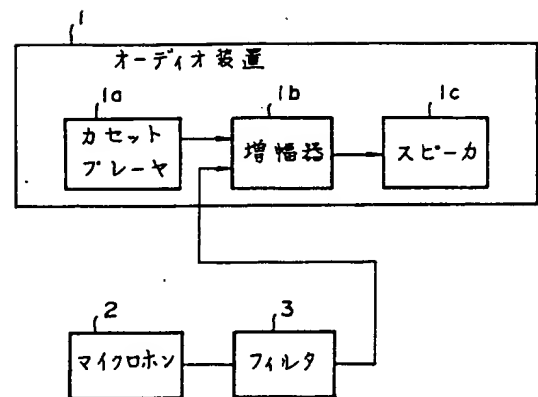 1
オーディオ装置
1a
1b
1c
カセット
プレーヤ
増幅器
スピーカ
2
3
マイクロホン
フィルタ